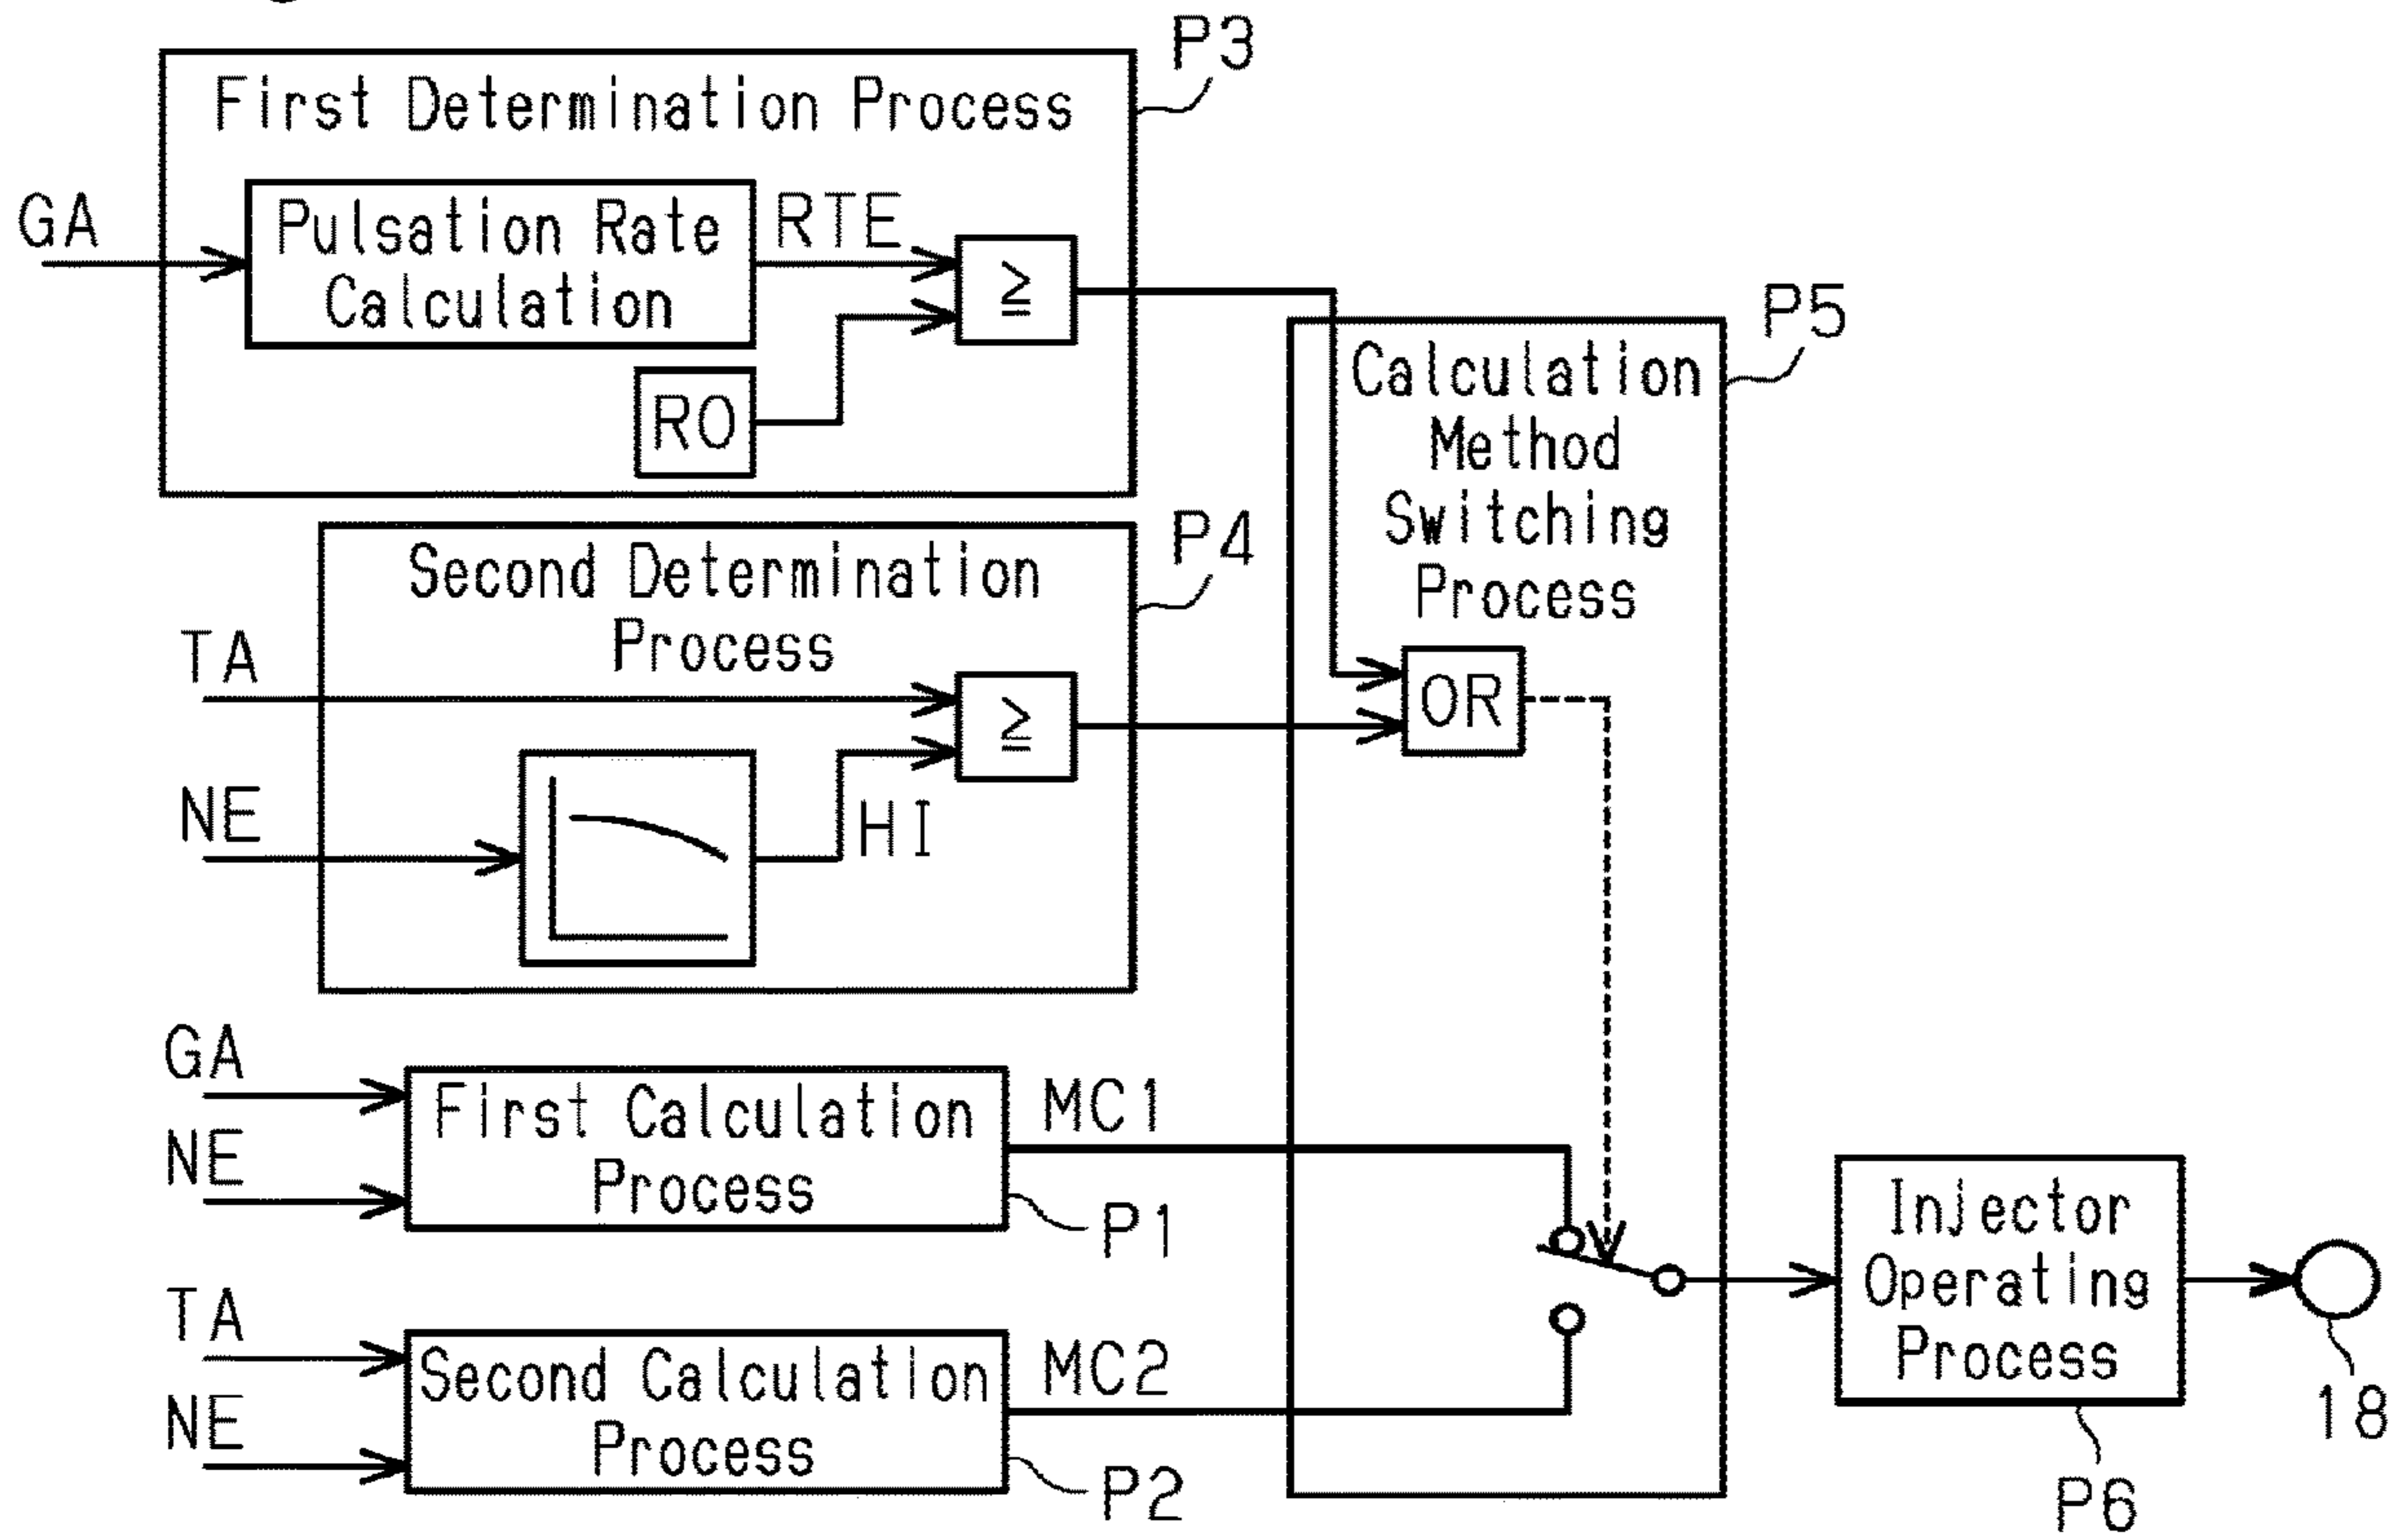 P3
First Determination Process
GA
Pulsation Rate
Calculation
RTE
≥
RO
P5
Calculation
Method
Switching
Process
OR
P4
Second Determination
Process
TA
≥
NE
HI
GA
NE
First Calculation
Process
MC1
P1
TA
NE
Second Calculation
Process
MC2
P2
Injector
Operating
Process
P6
18